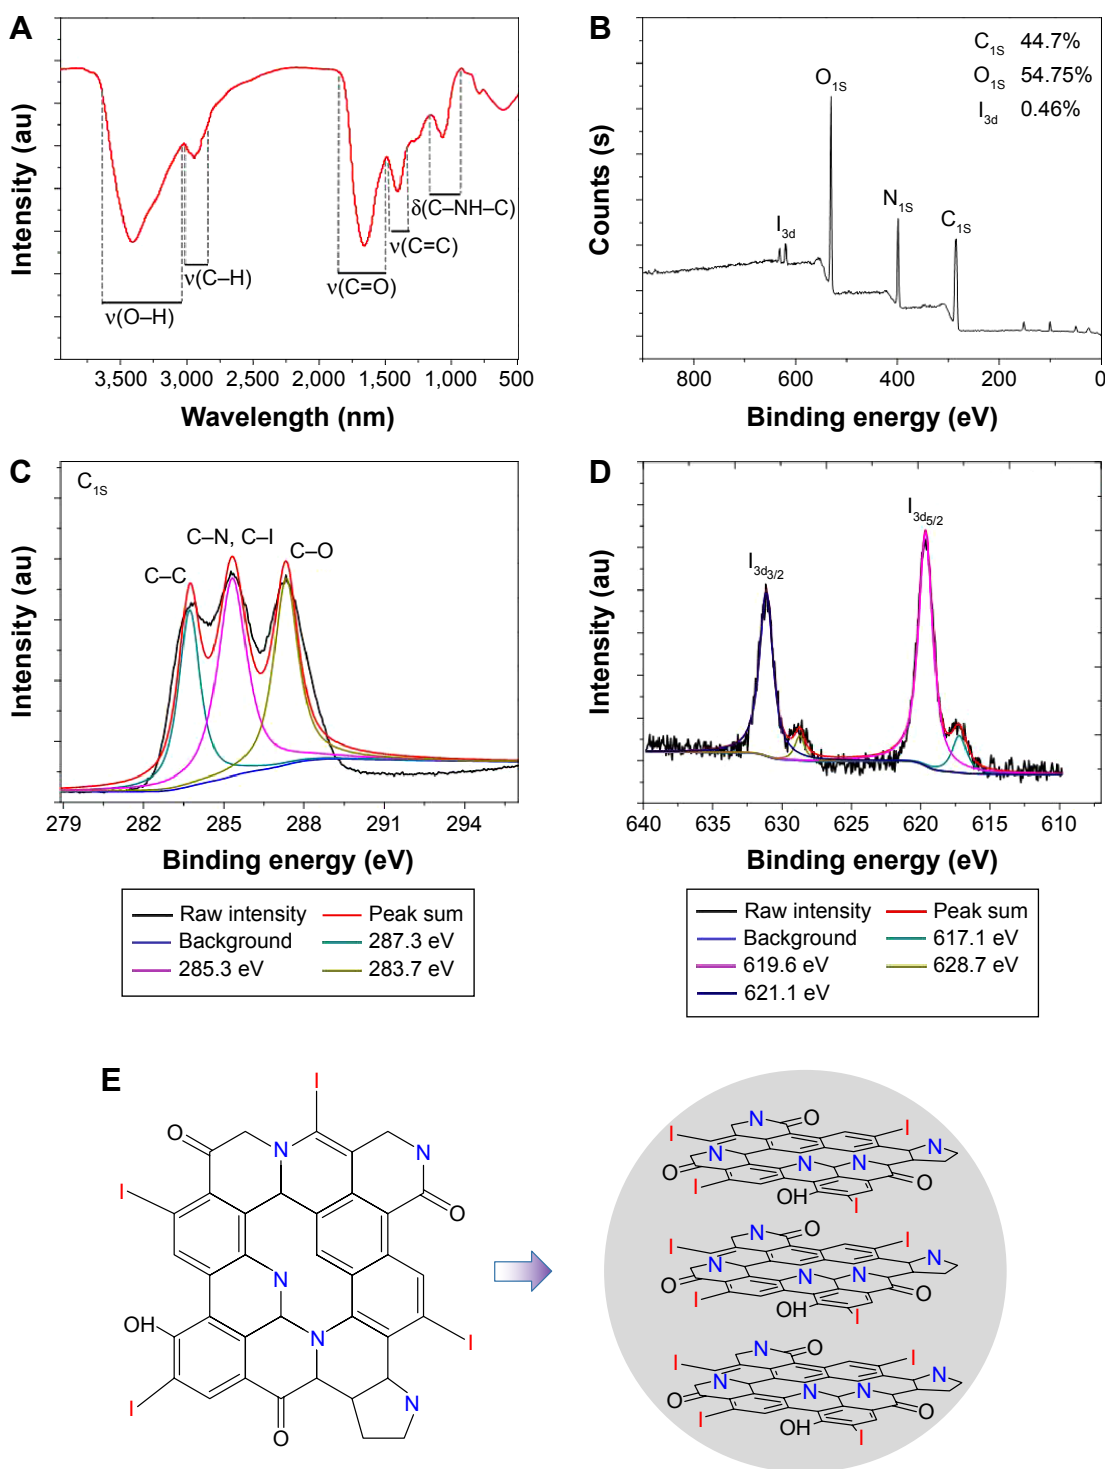 A
Intensity (au)
ν(O–H)
ν(C–H)
ν(C=O)
ν(C=C)
δ(C–NH–C)
3,500 3,000 2,500 2,000 1,500 1,000 500
Wavelength (nm)
B
Counts (s)
C1S 44.7%
O1S 54.75%
I3d 0.46%
I3d
O1S
N1S
C1S
800 600 400 200 0
Binding energy (eV)
C
Intensity (au)
C1S
C–C
C–N, C–I
C–O
279 282 285 288 291 294
Binding energy (eV)
Raw intensity Peak sum
Background 287.3 eV
285.3 eV 283.7 eV
D
Intensity (au)
I3d3/2
I3d5/2
640 635 630 625 620 615 610
Binding energy (eV)
Raw intensity Peak sum
Background 617.1 eV
619.6 eV 628.7 eV
621.1 eV
E
I
O
N
N
I
O
N
OH
N
I
I
N
O
N
O
I
I
N
N
O
N
N
O
I
OH
I
N
O
I
I
N
N
O
N
N
O
I
OH
I
N
O
I
I
N
N
O
N
N
O
I
OH
I